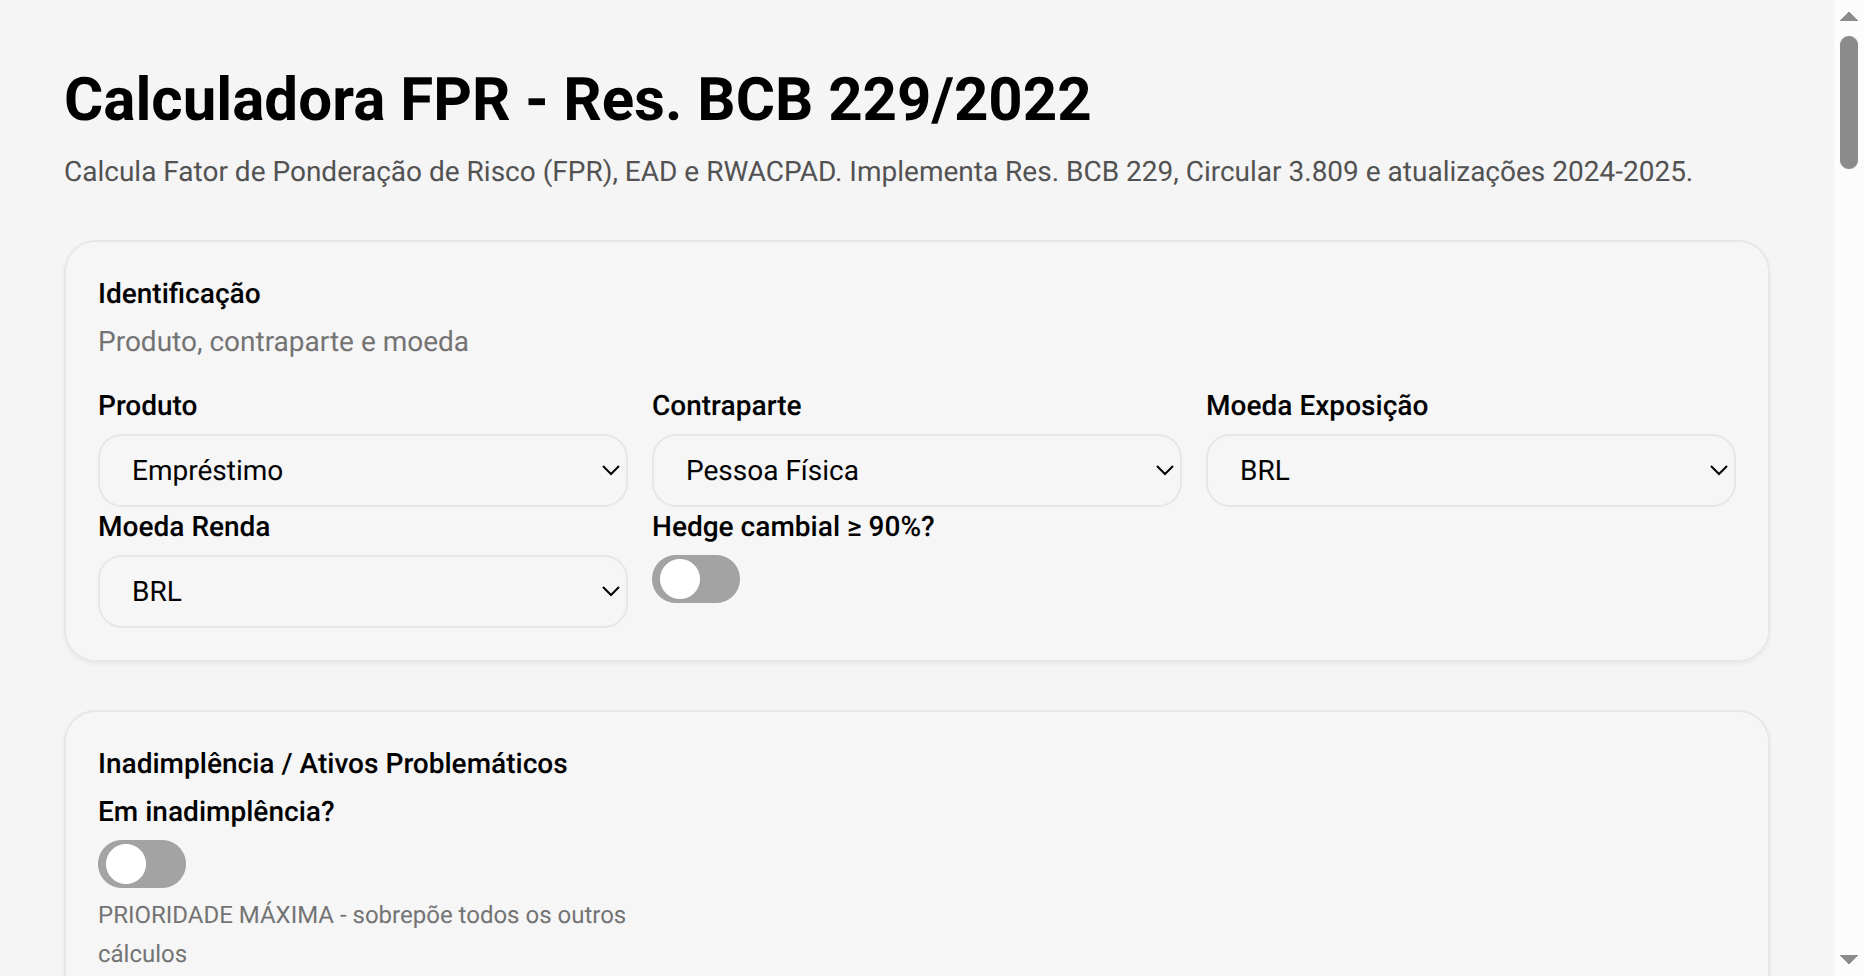 Calculadora FPR - Res. BCB 229/2022
Calcula Fator de Ponderação de Risco (FPR), EAD e RWACPAD. Implementa Res. BCB 229, Circular 3.809 e atualizações 2024-2025.
Identificação
Produto, contraparte e moeda
Produto
Empréstimo
Contraparte
Pessoa Física
Moeda Exposição
BRL
Moeda Renda
BRL
Hedge cambial ≥ 90%?
Inadimplência / Ativos Problemáticos
Em inadimplência?
PRIORIDADE MÁXIMA - sobrepõe todos os outros
cálculos